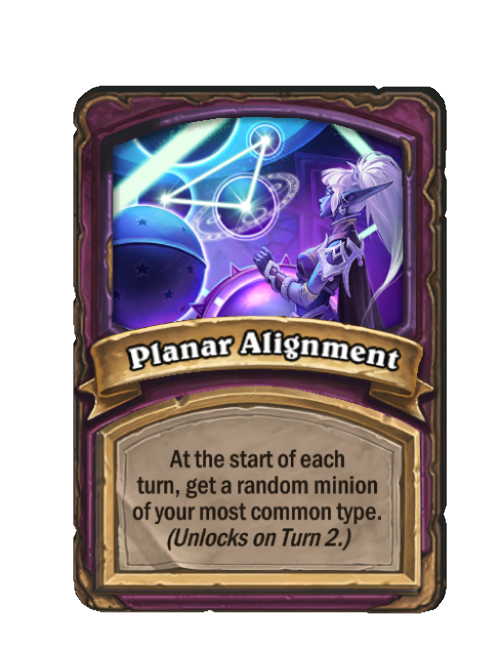 Planar Alignment
At the start of each
turn, get a random minion
of your most common type.
(Unlocks on Turn 2.)